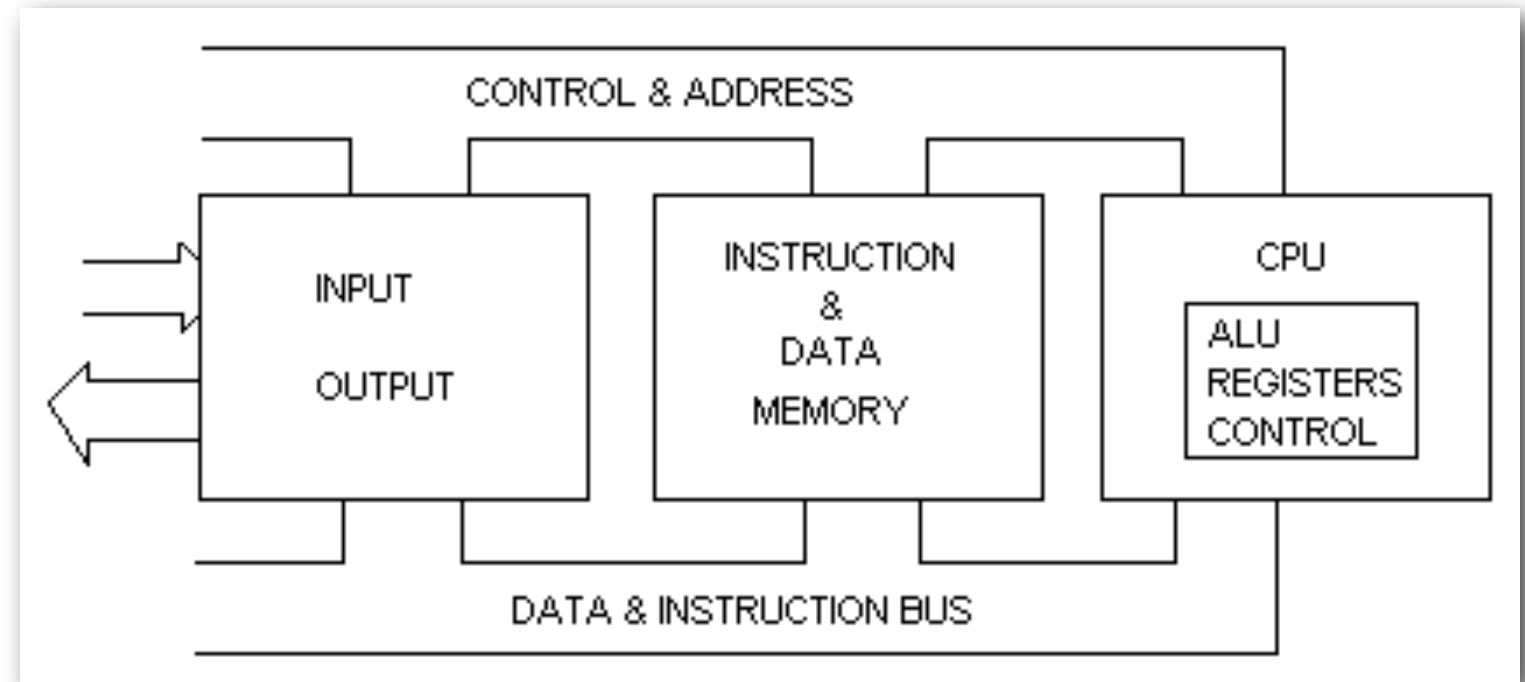 CONTROL & ADDRESS
INPUT
OUTPUT
INSTRUCTION
&
DATA
MEMORY
CPU
ALU
REGISTERS
CONTROL
DATA & INSTRUCTION BUS